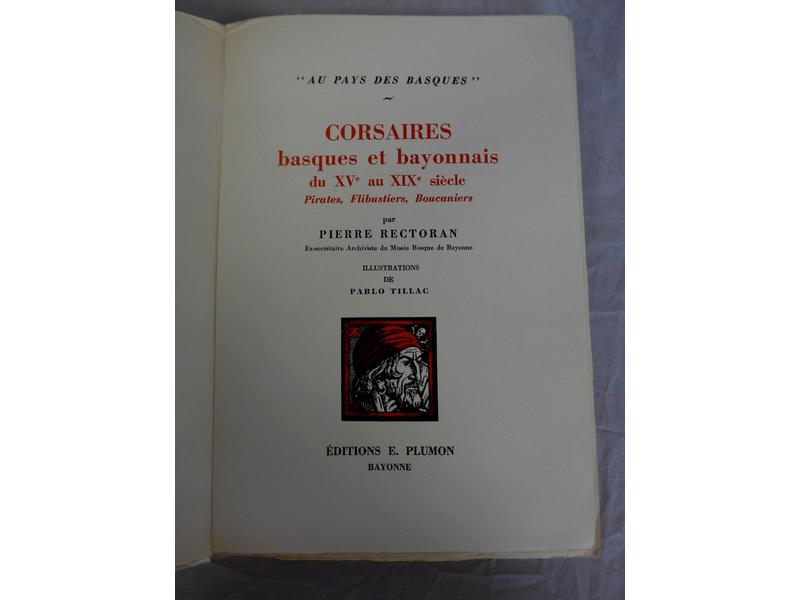 "AU PAYS DES BASQUES"
~
CORSAIRES
basques et bayonnais
du XVe au XIXe siècle
Pirates, Flibustiers, Boucaniers
par
PIERRE RECTORAN
Ex-secrétaire Archiviste du Musée Basque de Bayonne
ILLUSTRATIONS
DE
PABLO TILLAC
ÉDITIONS E. PLUMON
BAYONNE